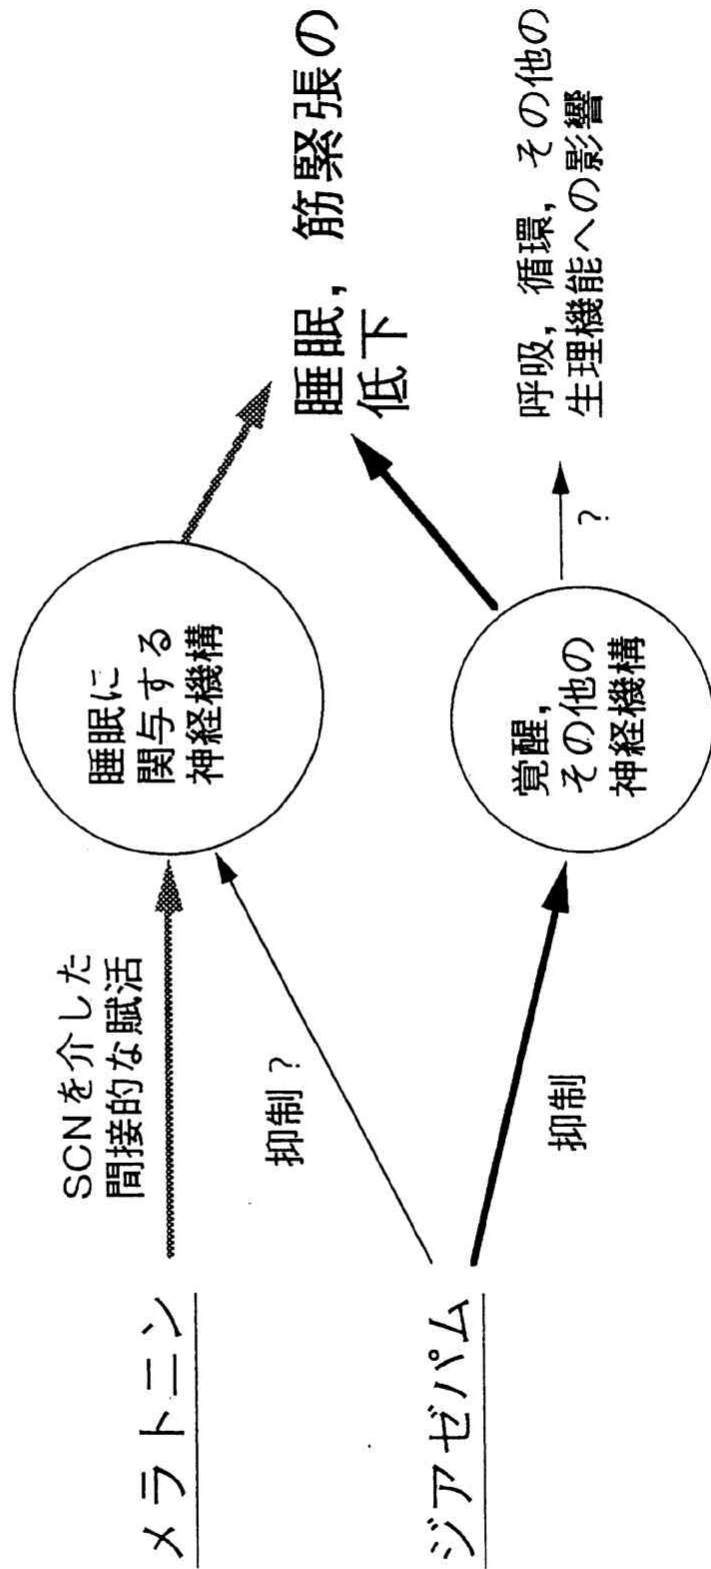 メラトニン
SCNを介した
間接的な賦活
睡眠に
関与する
神経機構
睡眠，筋緊張の
低下
ジアゼパム
抑制？
抑制
覚醒，
その他の
神経機構
？
呼吸，循環，その他の
生理機能への影響